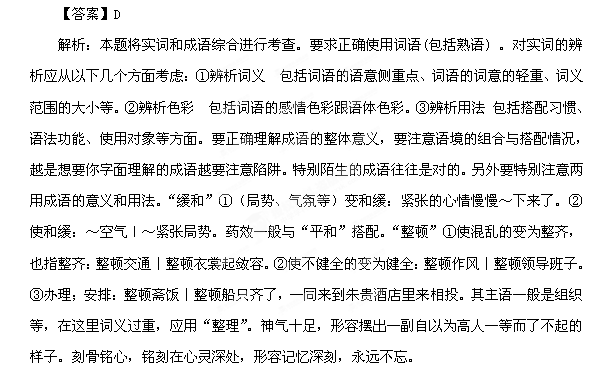 【答案】D
解析：本题将实词和成语综合进行考查。要求正确使用词语(包括熟语) 。对实词的辨
析应从以下几个方面考虑：①辨析词义　包括词语的语意侧重点、词语的词意的轻重、词义
范围的大小等。②辨析色彩　包括词语的感情色彩跟语体色彩。③辨析用法 包括搭配习惯、
语法功能、使用对象等方面。要正确理解成语的整体意义，要注意语境的组合与搭配情况，
越是想要你字面理解的成语越要注意陷阱。特别陌生的成语往往是对的。另外要特别注意两
用成语的意义和用法。“缓和”①（局势、气氛等）变和缓：紧张的心情慢慢～下来了。②
使和缓：～空气｜～紧张局势。药效一般与“平和”搭配。“整顿”①使混乱的变为整齐，
也指整齐：整顿交通｜整顿衣裳起敛容。②使不健全的变为健全：整顿作风｜整顿领导班子。
③办理；安排：整顿斋饭｜整顿船只齐了，一同来到朱贵酒店里来相投。其主语一般是组织
等，在这里词义过重，应用“整理”。神气十足，形容摆出一副自以为高人一等而了不起的
样子。刻骨铭心，铭刻在心灵深处，形容记忆深刻，永远不忘。